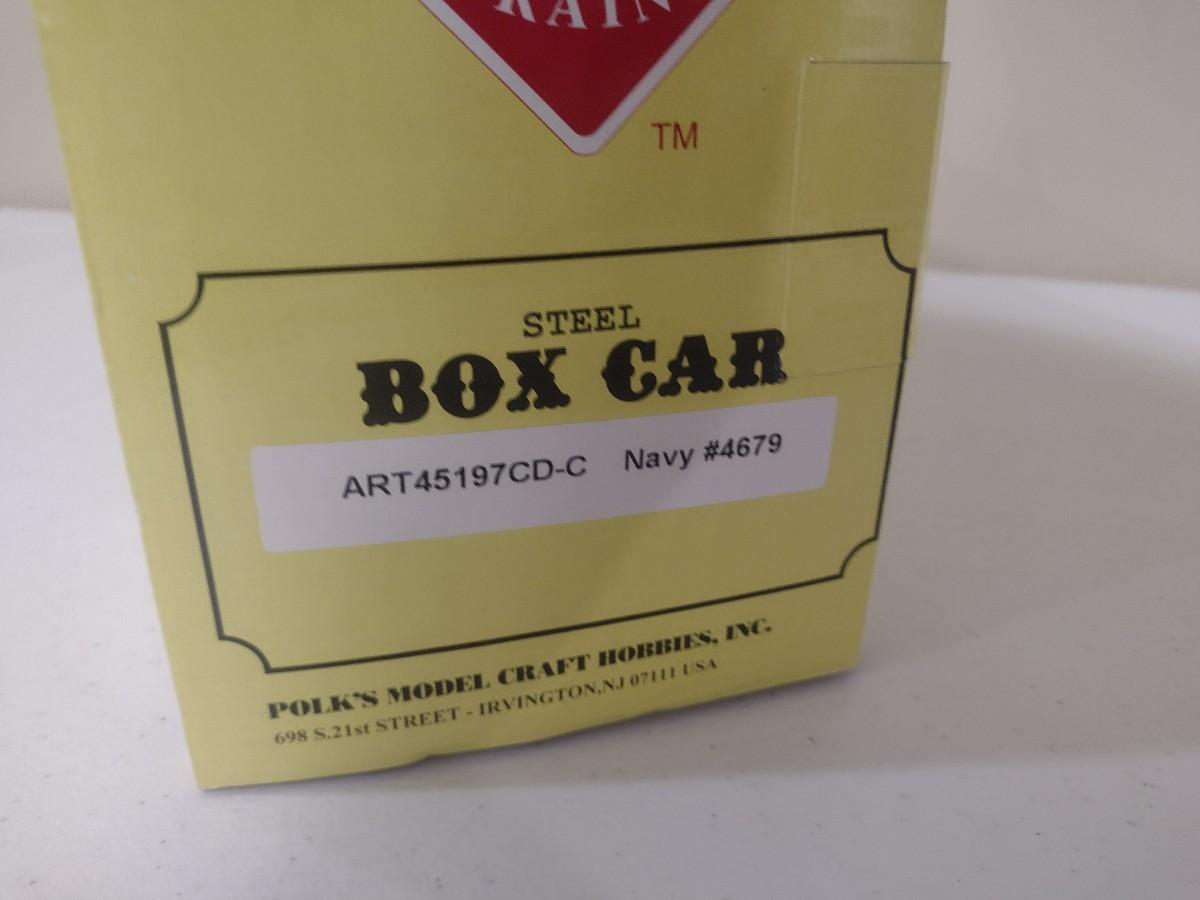 TM
STEEL
BOX CAR
ART45197CD-C Navy #4679
POLK'S MODEL CRAFT HOBBIES, INC.
698 S.21st STREET - IRVINGTON,NJ 07111 USA